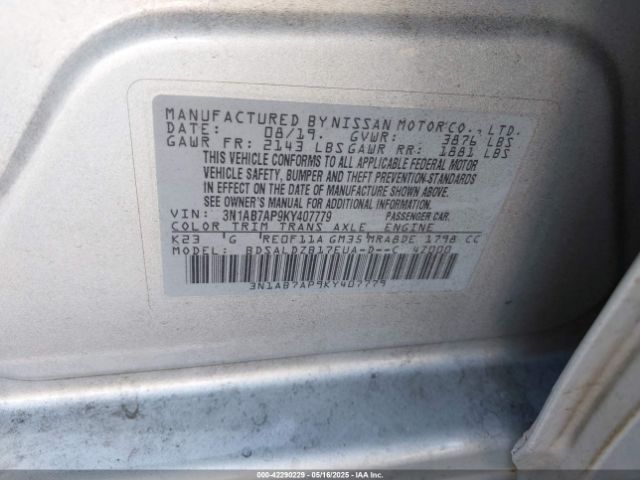 MANUFACTURED BY NISSAN MOTOR CO., LTD.
DATE: 08/19. GVWR: 3876 LBS
GAWR FR: 2143 LBS GAWR RR: 1881 LBS
THIS VEHICLE CONFORMS TO ALL APPLICABLE FEDERAL MOTOR
VEHICLE SAFETY, BUMPER AND THEFT PREVENTION STANDARDS
IN EFFECT ON THE DATE OF MANUFACTURE SHOWN ABOVE.
SEE OWNER'S MANUAL FOR ADDITIONAL INFORMATION
VIN: 3N1AB7AP9KY407779 PASSENGER CAR.
COLOR TRIM TRANS AXLE, ENGINE
K23 G RE0F11A GM35 MRA8DE 1798 CC
MODEL: BDSALDZB17EUA-D--C
3N1AB7AP9KY407779
000-42290229 | 05/16/2025 | IAA, Inc.